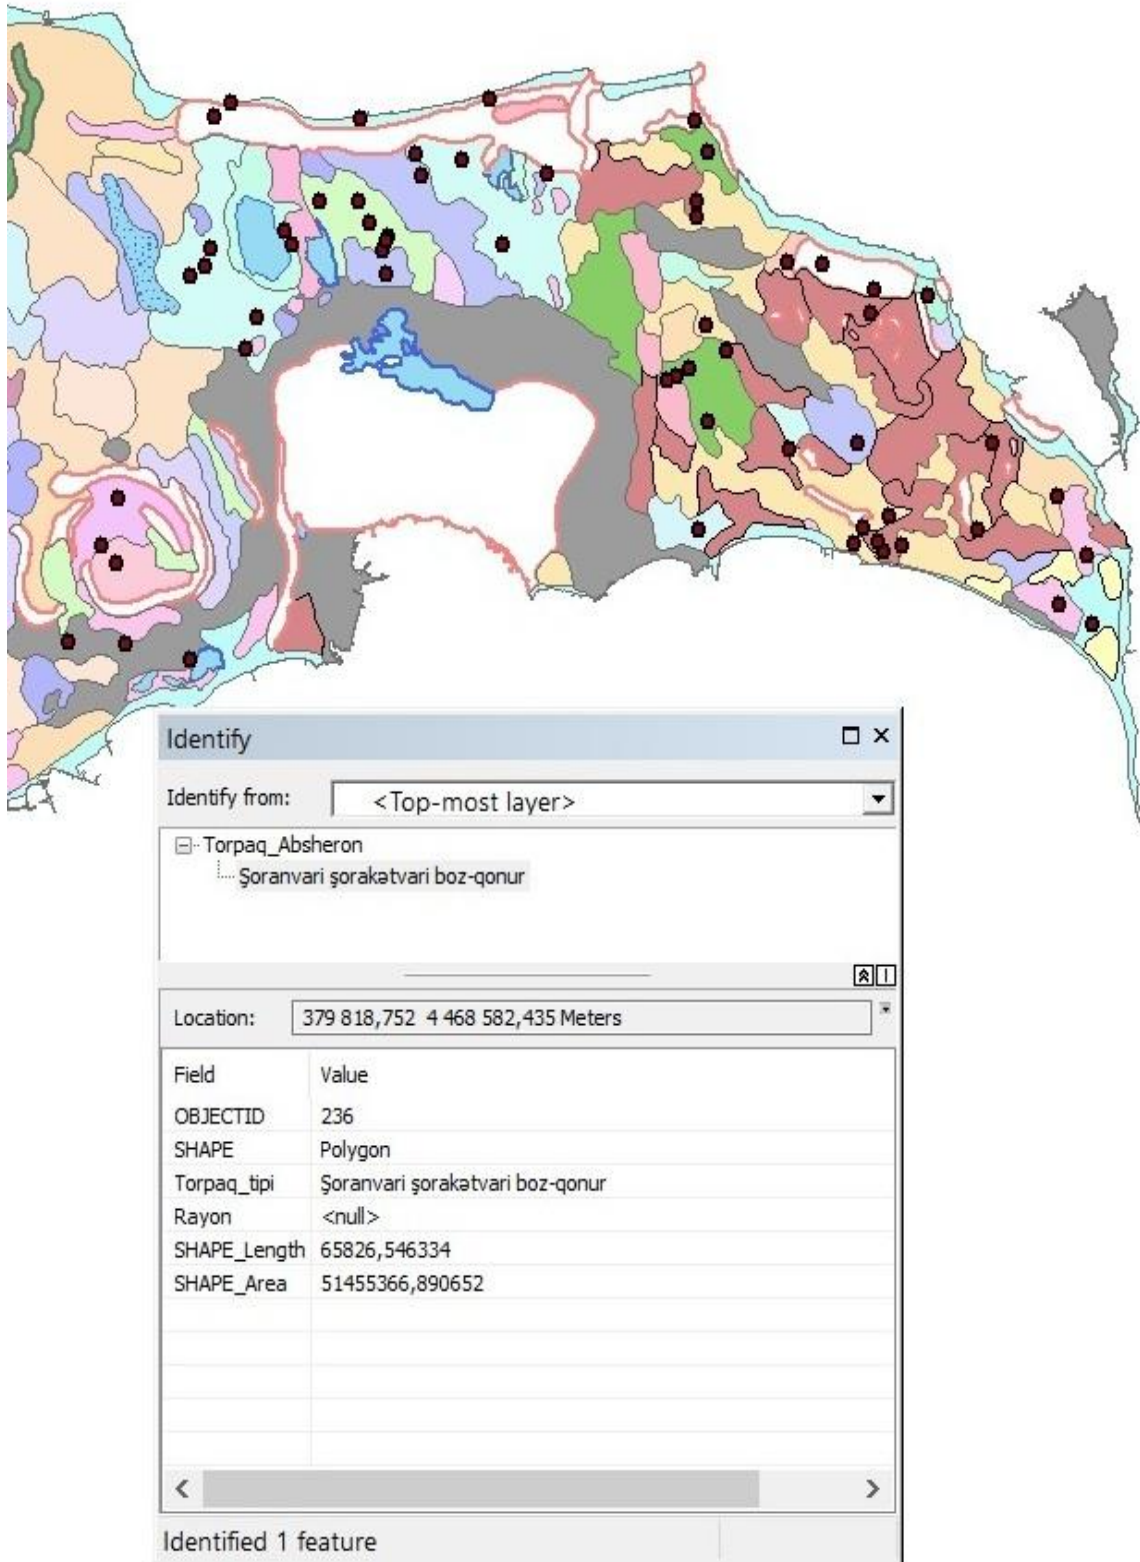 Identify
Identify from: <Top-most layer>
Torpaq_Absheron
Şoranvari şorakətvari boz-qonur
Location: 379 818,752 4 468 582,435 Meters
Field Value
OBJECTID 236
SHAPE Polygon
Torpaq_tipi Şoranvari şorakətvari boz-qonur
Rayon <null>
SHAPE_Length 65826,546334
SHAPE_Area 51455366,890652
Identified 1 feature